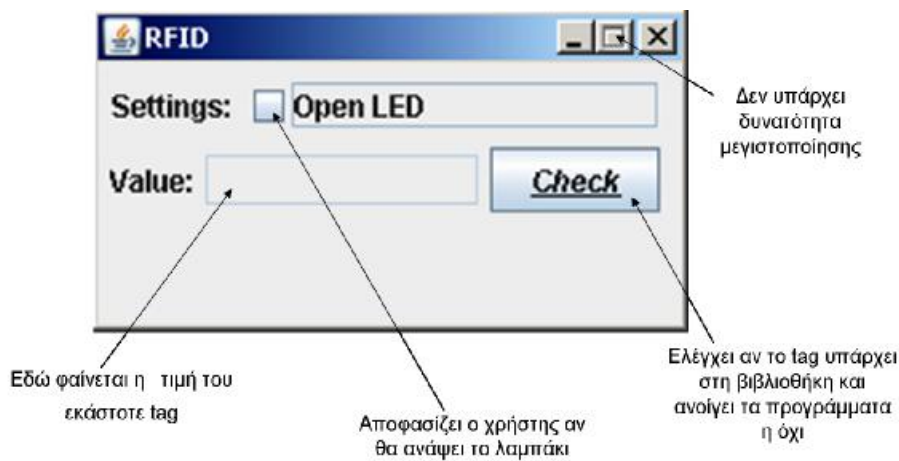 RFID
Settings: Open LED
Value: Check
Δεν υπάρχει
δυνατότητα
μεγιστοποίησης
Εδώ φαίνεται η τιμή του
εκάστοτε tag
Αποφασίζει ο χρήστης αν
θα ανάψει το λαμπάκι
Ελέγχει αν το tag υπάρχει
στη βιβλιοθήκη και
ανοίγει τα προγράμματα
η όχι